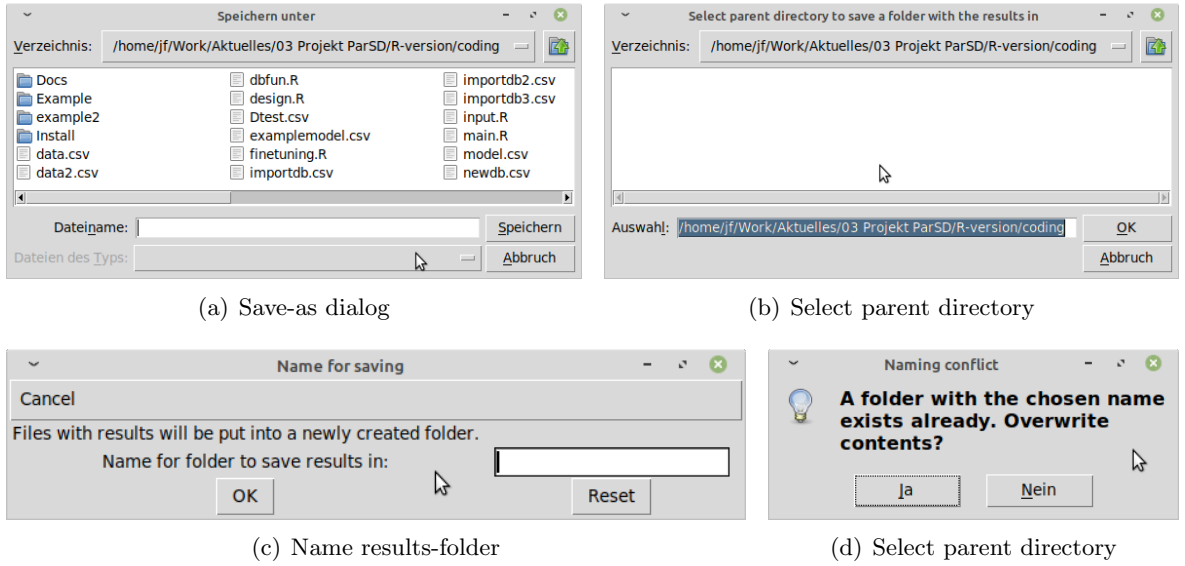 Speichern unter
Verzeichnis: /home/jf/Work/Aktuelles/03 Projekt ParSD/R-version/coding
Docs dbfun.R importdb2.csv
Example design.R importdb3.csv
example2 Dtest.csv input.R
Install examplemodel.csv main.R
data.csv finetuning.R model.csv
data2.csv importdb.csv newdb.csv
Dateiname: Speichern
Dateien des Typs: Abbruch
(a) Save-as dialog
Select parent directory to save a folder with the results in
Verzeichnis: /home/jf/Work/Aktuelles/03 Projekt ParSD/R-version/coding
Auswahl: /home/jf/Work/Aktuelles/03 Projekt ParSD/R-version/coding OK
Abbruch
(b) Select parent directory
Name for saving
Cancel
Files with results will be put into a newly created folder.
Name for folder to save results in:
OK Reset
(c) Name results-folder
Naming conflict
A folder with the chosen name
exists already. Overwrite
contents?
Ja Nein
(d) Select parent directory